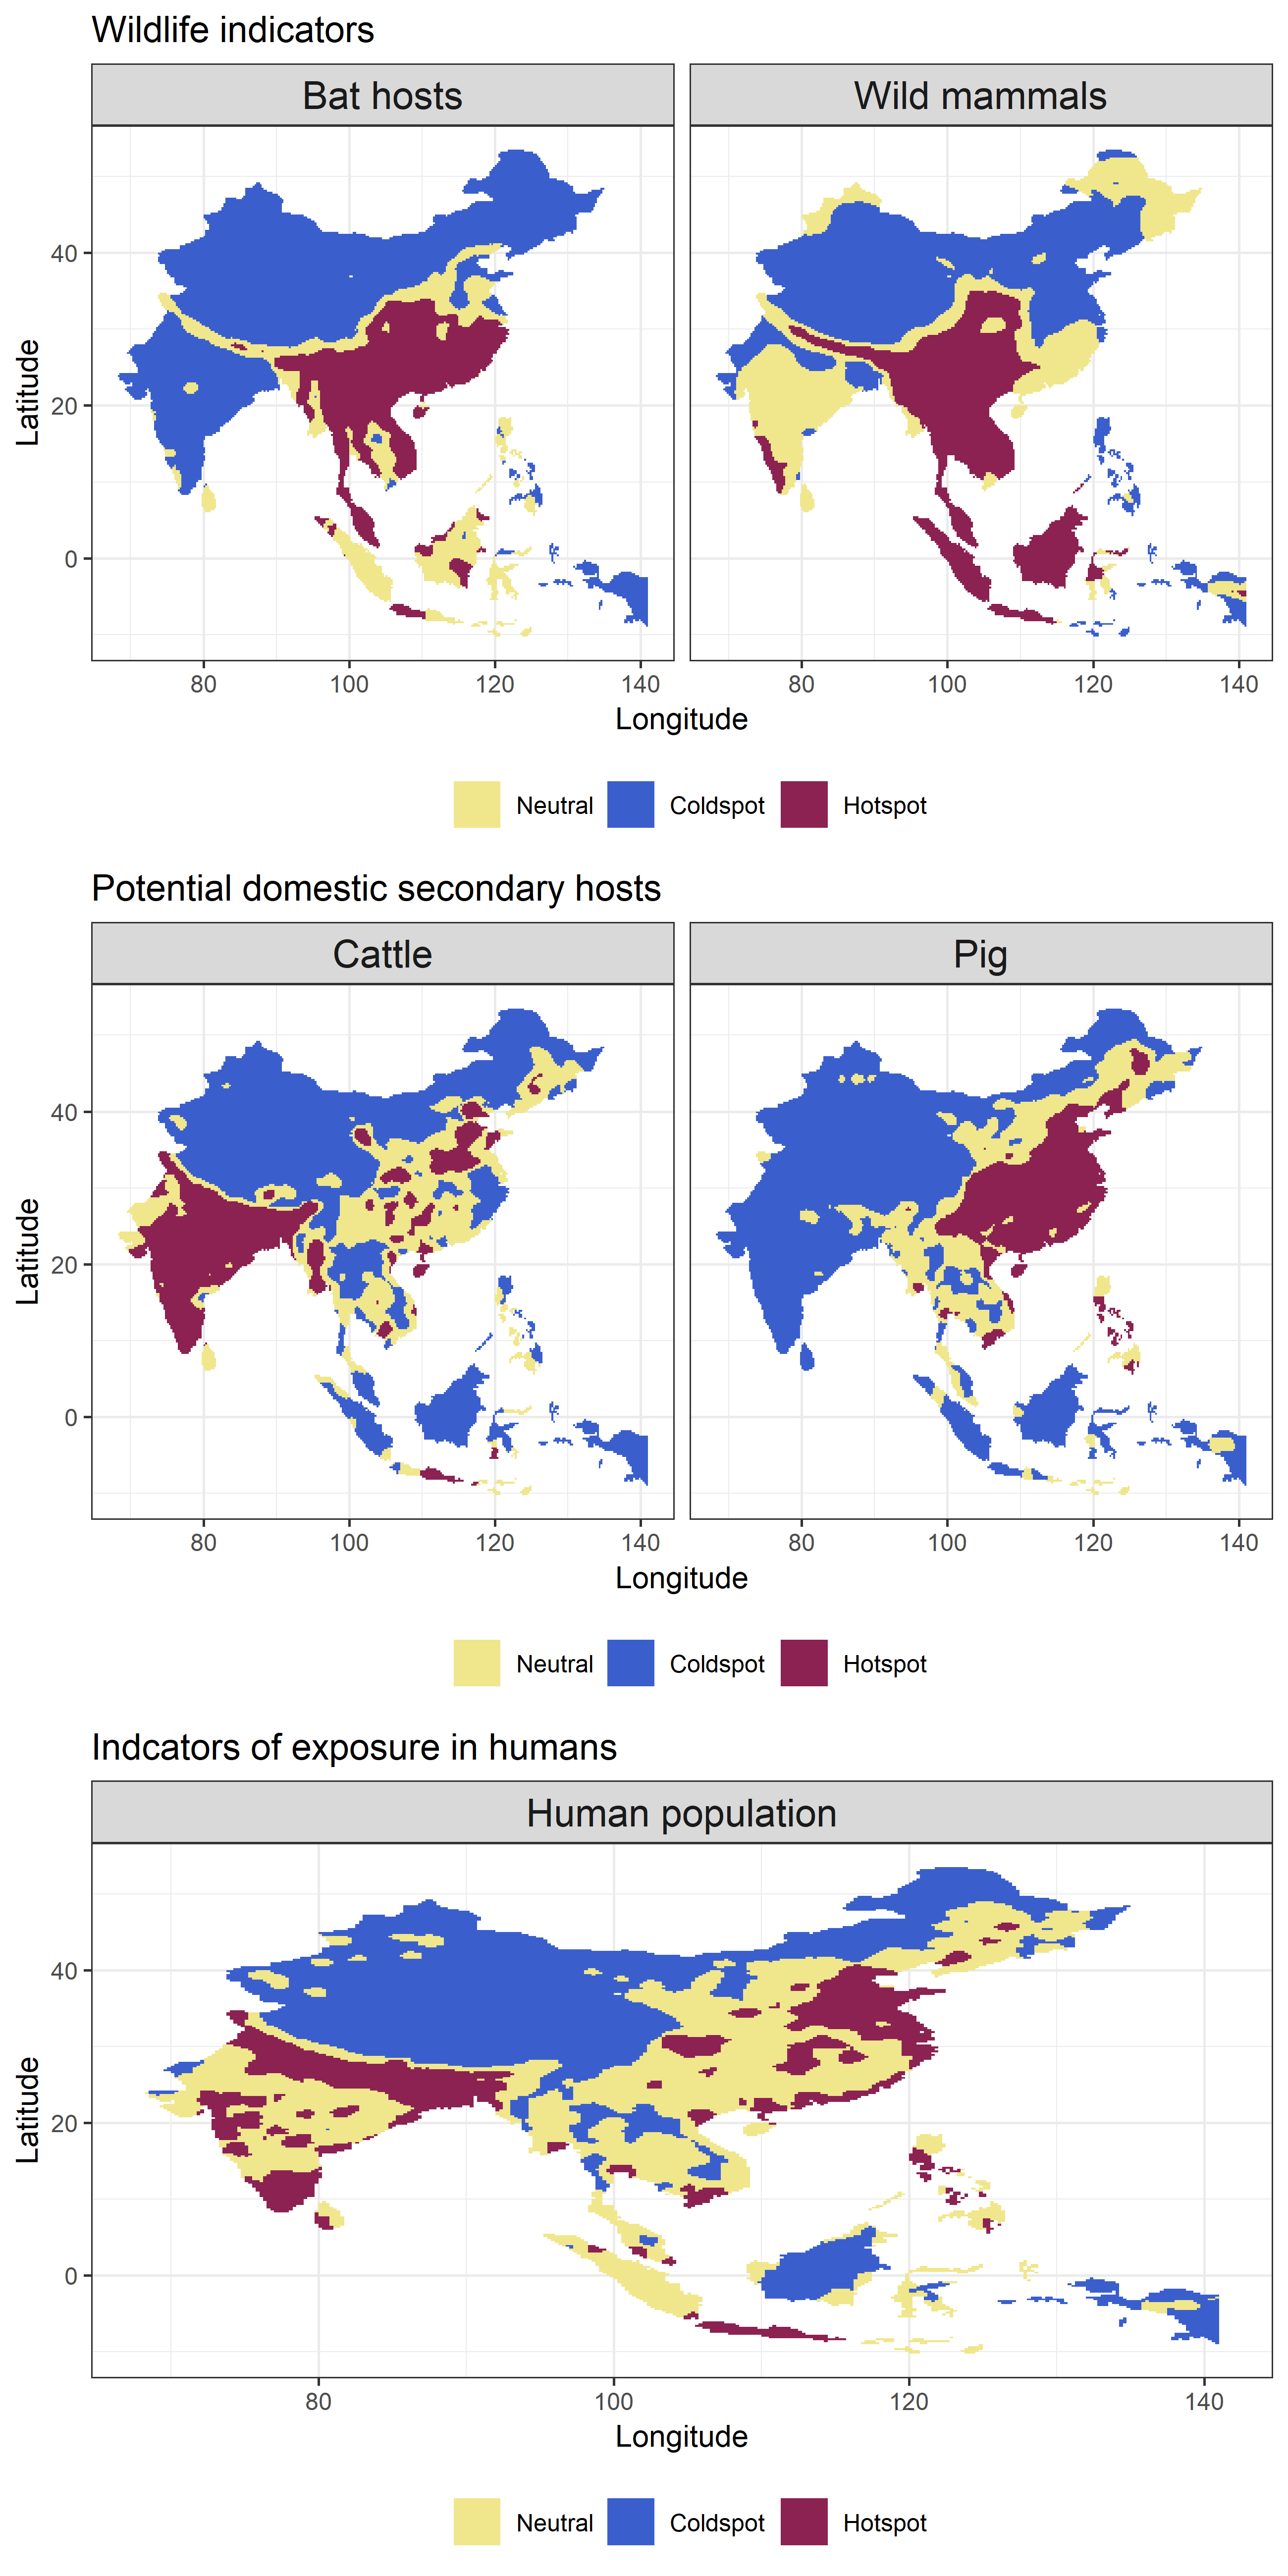 Wildlife indicators
Bat hosts
Wild mammals
Latitude
40
20
0
80 100 120 140 80 100 120 140
Longitude
Neutral Coldspot Hotspot
Potential domestic secondary hosts
Cattle
Pig
Latitude
40
20
0
80 100 120 140 80 100 120 140
Longitude
Neutral Coldspot Hotspot
Indcators of exposure in humans
Human population
Latitude
40
20
0
80 100 120 140
Longitude
Neutral Coldspot Hotspot